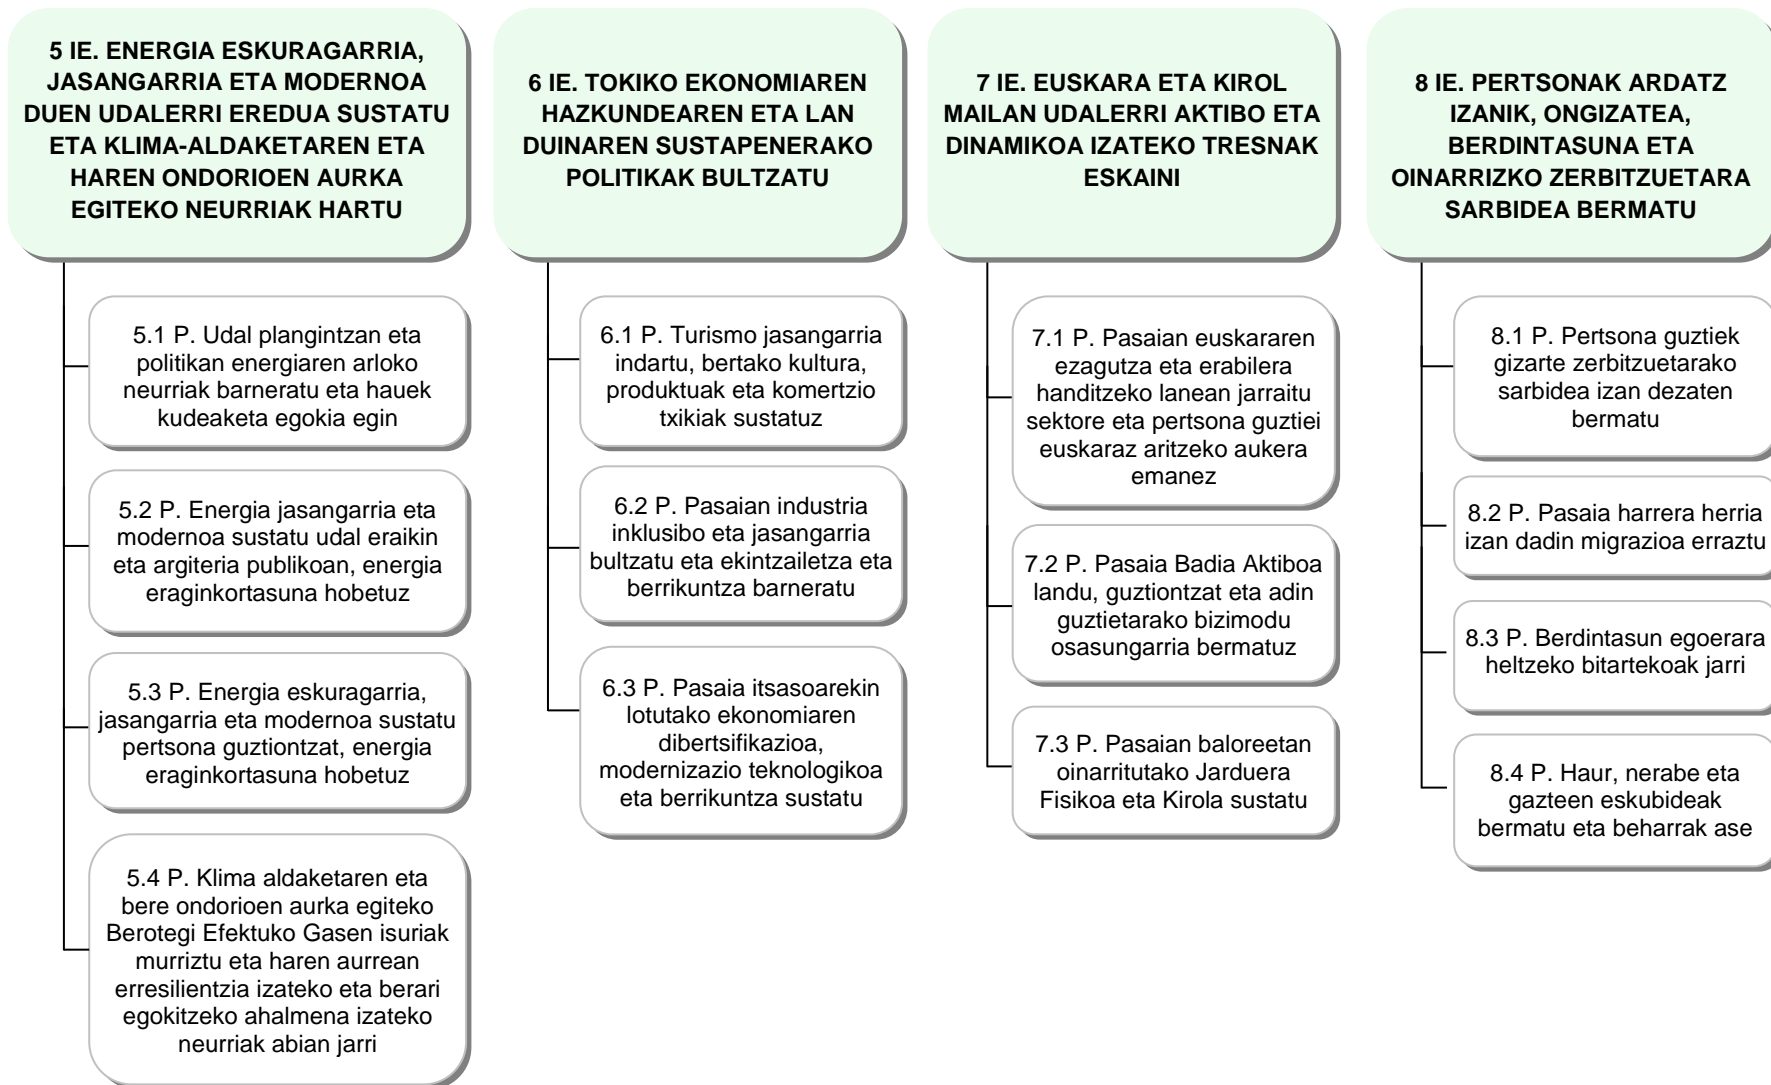 5 IE. ENERGIA ESKURAGARRIA,
JASANGARRIA ETA MODERNOA
DUEN UDALERRI EREDUA SUSTATU
ETA KLIMA-ALDAKETAREN ETA
HAREN ONDORIOEN AURKA
EGITEKO NEURRIAK HARTU
5.1 P. Udal plangintzan eta
politikan energiaren arloko
neurriak barneratu eta hauek
kudeaketa egokia egin
5.2 P. Energia jasangarria eta
modernoa sustatu udal eraikin
eta argiteria publikoan, energia
eraginkortasuna hobetuz
5.3 P. Energia eskuragarria,
jasangarria eta modernoa sustatu
pertsona guztiontzat, energia
eraginkortasuna hobetuz
5.4 P. Klima aldaketaren eta
bere ondorioen aurka egiteko
Berotegi Efektuko Gasen isuriak
murriztu eta haren aurrean
erresilientzia izateko eta berari
egokitzeko ahalmena izateko
neurriak abian jarri
6 IE. TOKIKO EKONOMIAREN
HAZKUNDEAREN ETA LAN
DUINAREN SUSTAPENERAKO
POLITIKAK BULTZATU
6.1 P. Turismo jasangarria
indartu, bertako kultura,
produktuak eta komertzio
txikiak sustatuz
6.2 P. Pasaian industria
inklusibo eta jasangarria
bultzatu eta ekintzailetza eta
berrikuntza barneratu
6.3 P. Pasaia itsasoarekin
lotutako ekonomiaren
dibertsifikazioa,
modernizazio teknologikoa
eta berrikuntza sustatu
7 IE. EUSKARA ETA KIROL
MAILAN UDALERRI AKTIBO ETA
DINAMIKOA IZATEKO TRESNAK
ESKAINI
7.1 P. Pasaian euskararen
ezagutza eta erabilera
handitzeko lanean jarraitu
sektore eta pertsona guztiei
euskaraz aritzeko aukera
emanez
7.2 P. Pasaia Badia Aktiboa
landu, guztiontzat eta adin
guztietarako bizimodu
osasungarria bermatuz
7.3 P. Pasaian baloreetan
oinarritutako Jarduera
Fisikoa eta Kirola sustatu
8 IE. PERTSONAK ARDATZ
IZANIK, ONGIZATEA,
BERDINTASUNA ETA
OINARRIZKO ZERBITZUETARA
SARBIDEA BERMATU
8.1 P. Pertsona guztiek
gizarte zerbitzuetarako
sarbidea izan dezaten
bermatu
8.2 P. Pasaia harrera herria
izan dadin migrazioa erraztu
8.3 P. Berdintasun egoerara
heltzeko bitartekoak jarri
8.4 P. Haur, nerabe eta
gazteen eskubideak
bermatu eta beharrak ase